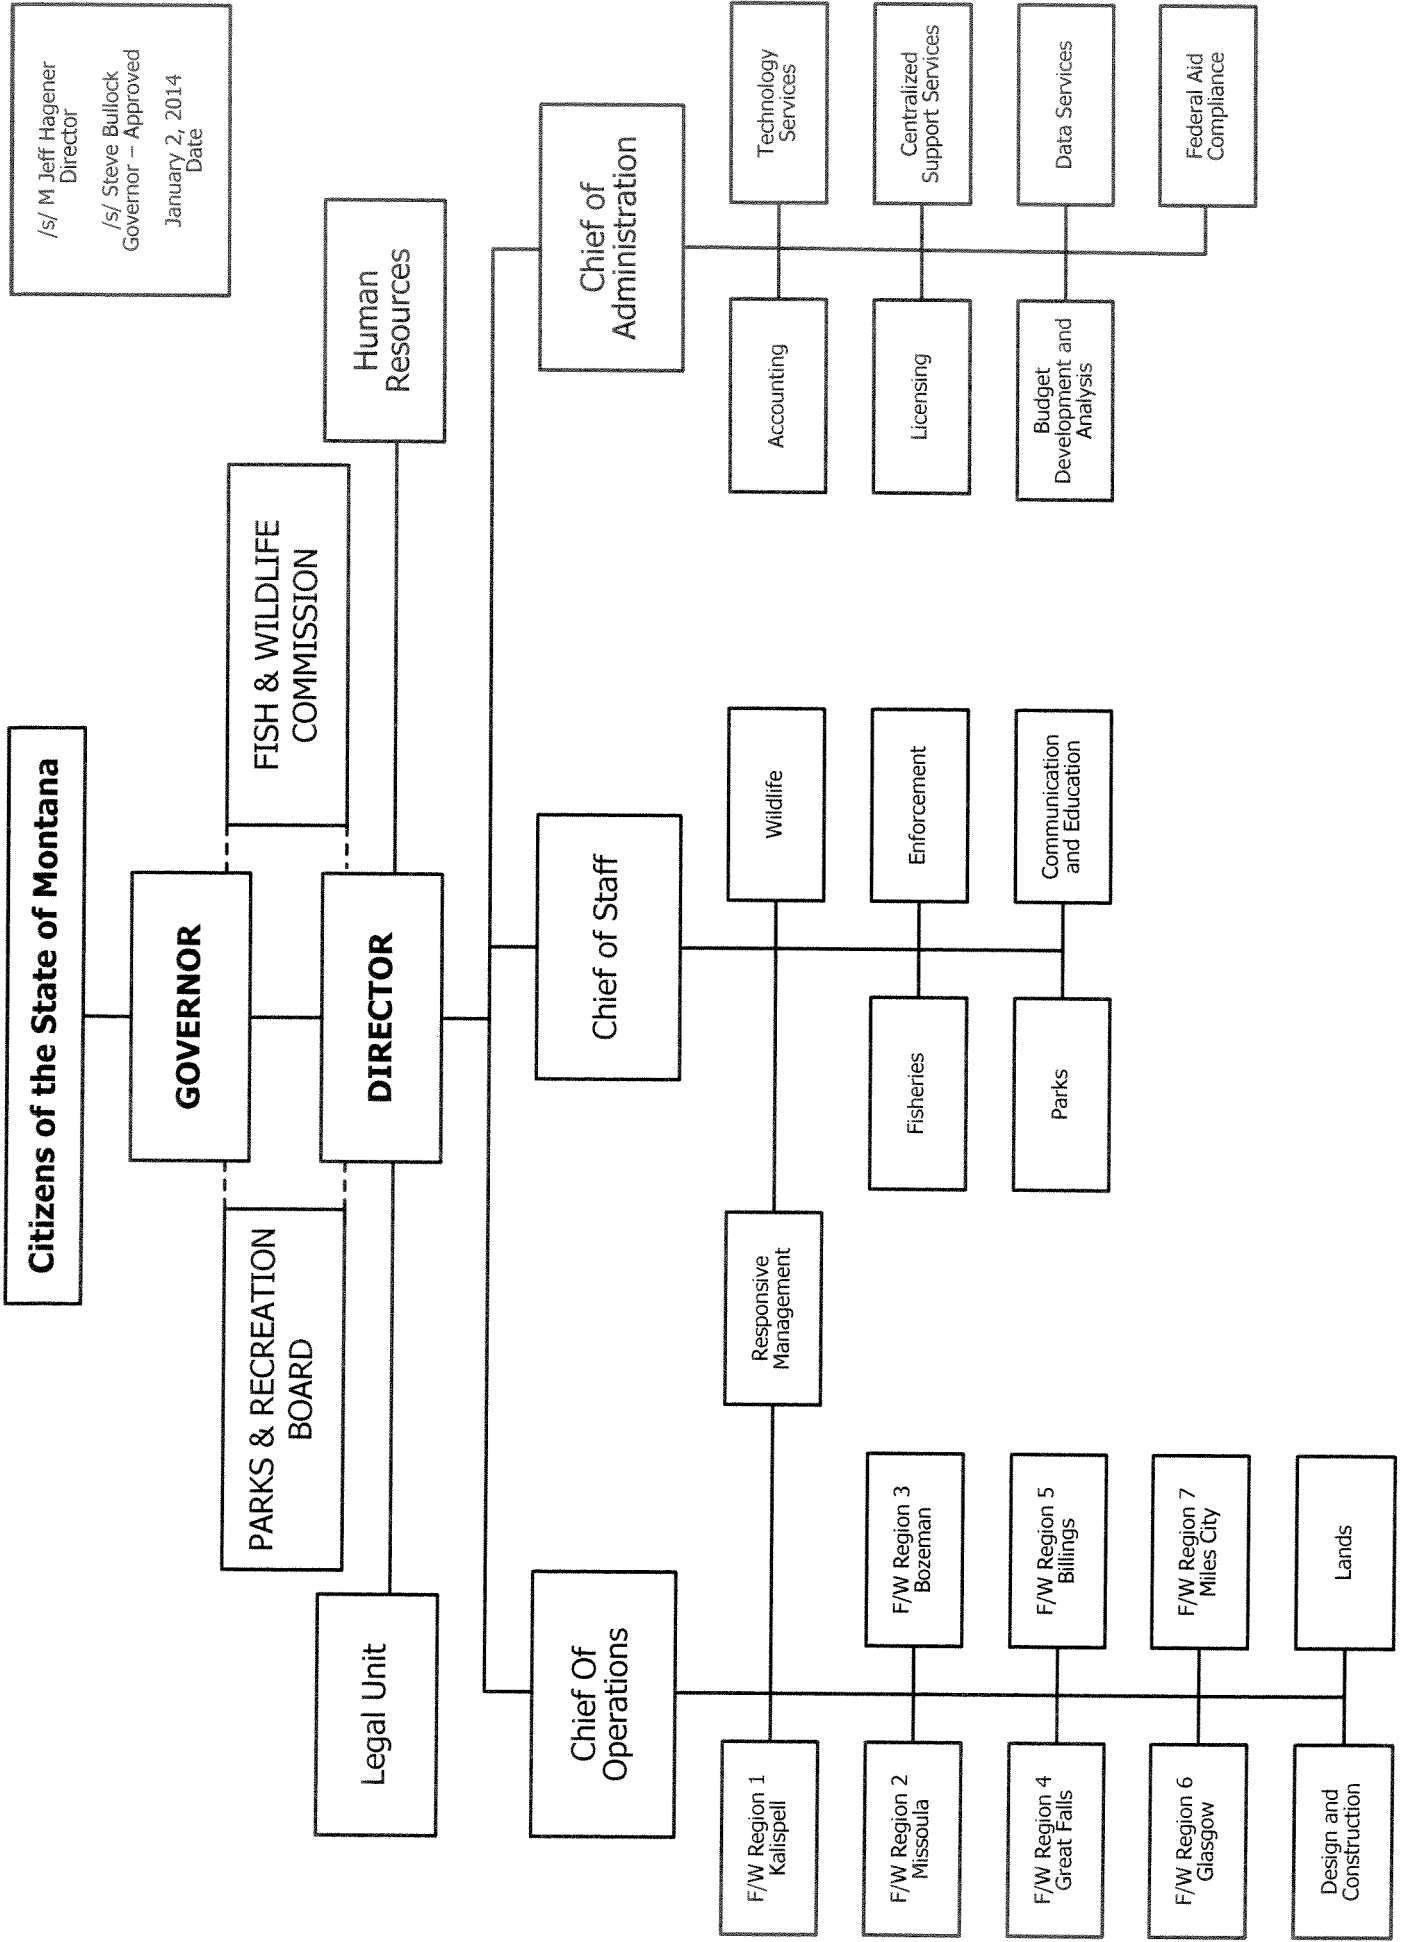 /s/ M Jeff Hagener
Director
/s/ Steve Bullock
Governor – Approved
January 2, 2014
Date
Citizens of the State of Montana
GOVERNOR
PARKS & RECREATION
BOARD
FISH & WILDLIFE
COMMISSION
Legal Unit
DIRECTOR
Human
Resources
Chief Of
Operations
Chief of Staff
Chief of
Administration
F/W Region 1
Kalispell
Responsive
Management
Wildlife
Accounting
Technology
Services
F/W Region 2
Missoula
F/W Region 3
Bozeman
Fisheries
Enforcement
Licensing
Centralized
Support Services
F/W Region 4
Great Falls
F/W Region 5
Billings
Parks
Communication
and Education
Budget
Development and
Analysis
Data Services
F/W Region 6
Glasgow
F/W Region 7
Miles City
Federal Aid
Compliance
Design and
Construction
Lands